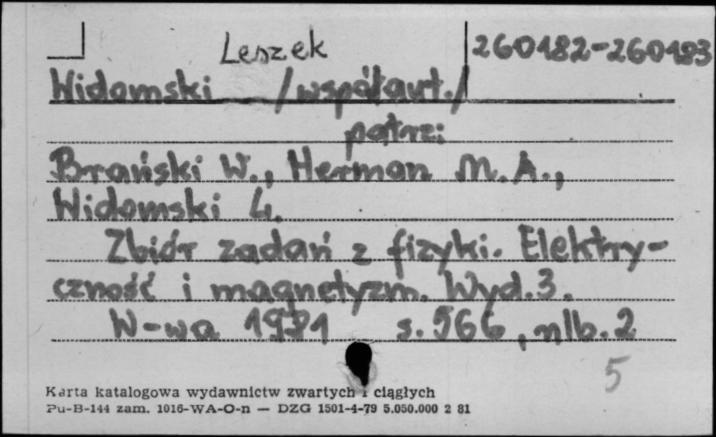 Leszek 260182-260183
Widomski /współaut./
patrz:
Brański W., Herman M.A.,
Widomski L.
Zbiór zadań z fizyki. Elektry-
czność i magnetyzm. Wyd.3.
W-wa 1981 s. 566, nlb. 2
5
Karta katalogowa wydawnictw zwartych i ciągłych
Pu-B-144 zam. 1016-WA-O-n — DZG 1501-4-79 5.050.000 2 81